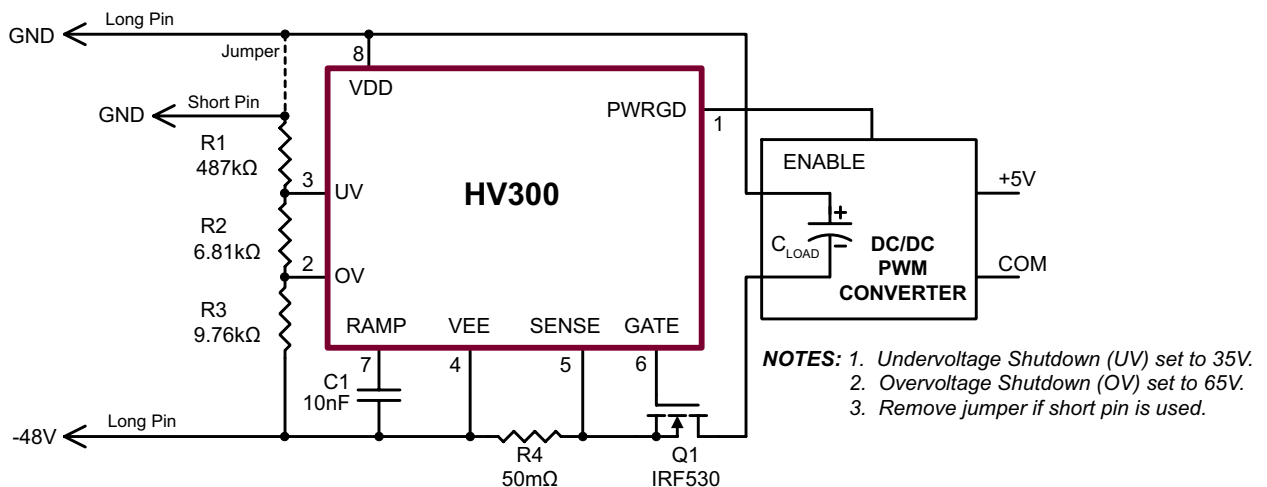 GND
Long Pin
Jumper
8
VDD
GND
Short Pin
PWRGD
1
R1
487kΩ
ENABLE
3
UV
HV300
+5V
R2
6.81kΩ
+
C_LOAD
–
DC/DC
PWM
CONVERTER
2
OV
COM
R3
9.76kΩ
RAMP
VEE
SENSE
GATE
7
4
5
6
C1
10nF
NOTES: 1. Undervoltage Shutdown (UV) set to 35V.
2. Overvoltage Shutdown (OV) set to 65V.
3. Remove jumper if short pin is used.
-48V
Long Pin
R4
50mΩ
Q1
IRF530